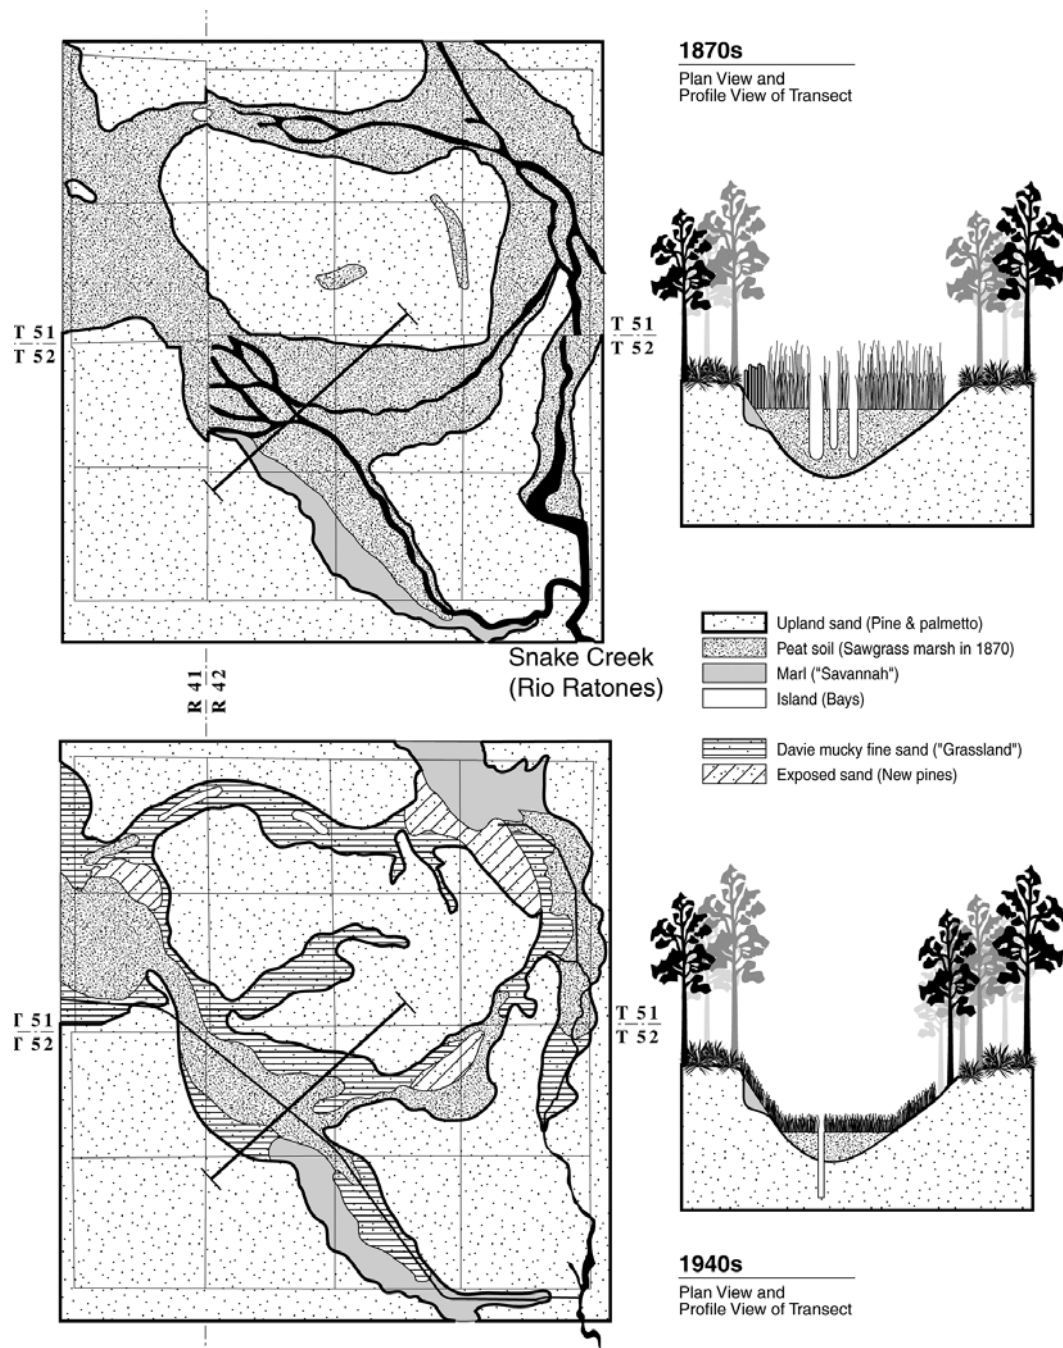 1870s
Plan View and
Profile View of Transect
T 51
T 52
T 51
T 52
Snake Creek
(Rio Ratones)
R 41
R 42
Upland sand (Pine & palmetto)
Peat soil (Sawgrass marsh in 1870)
Marl ("Savannah")
Island (Bays)
Davie mucky fine sand ("Grassland")
Exposed sand (New pines)
T 51
T 52
T 51
T 52
1940s
Plan View and
Profile View of Transect